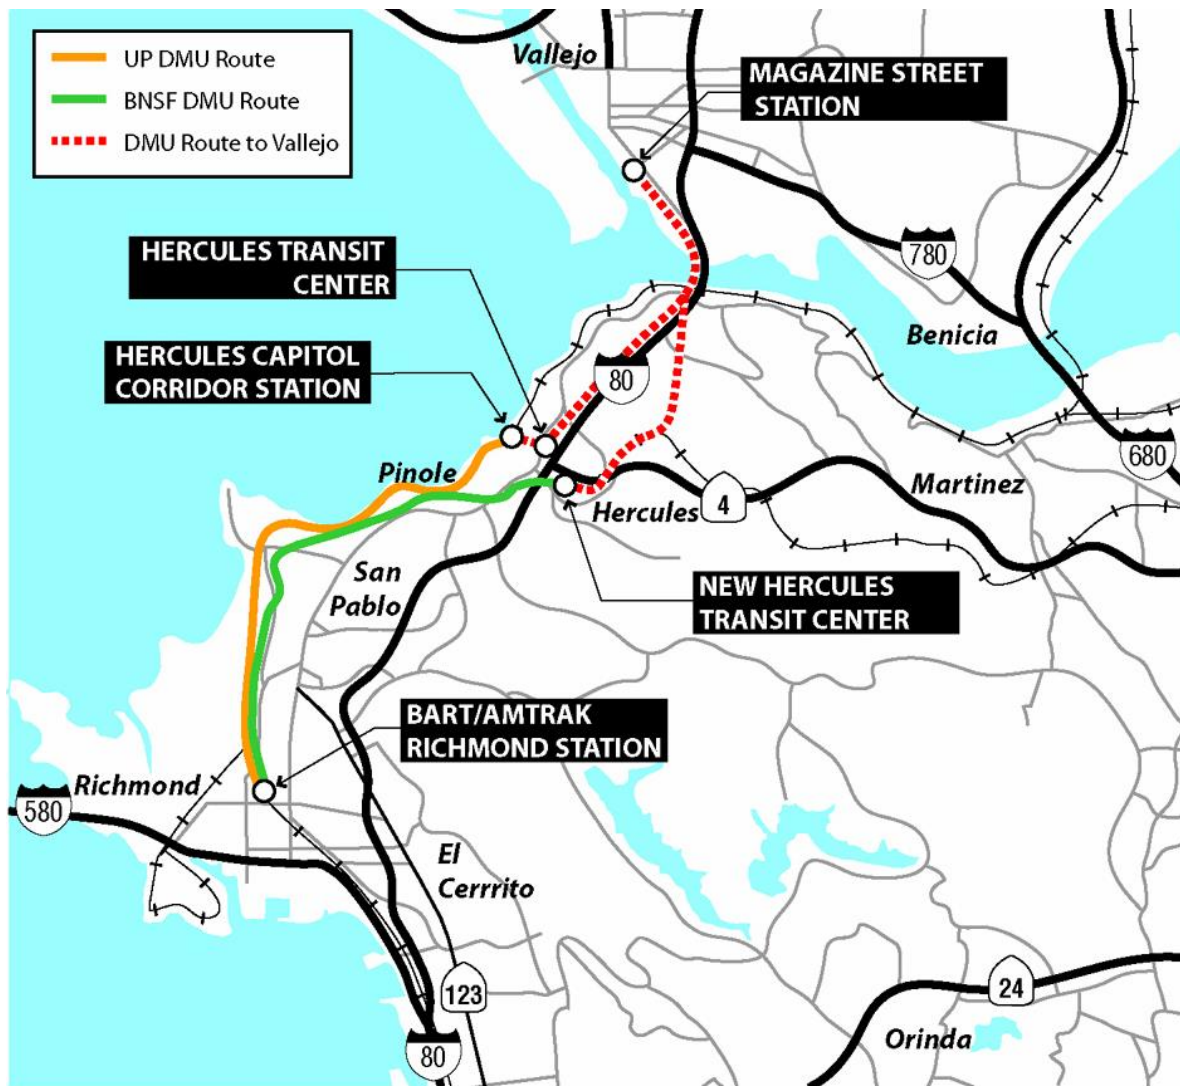 UP DMU Route
BNSF DMU Route
DMU Route to Vallejo
Vallejo
MAGAZINE STREET
STATION
HERCULES TRANSIT
CENTER
780
Benicia
HERCULES CAPITOL
CORRIDOR STATION
80
680
Pinole
Martinez
Hercules
4
San
Pablo
NEW HERCULES
TRANSIT CENTER
BART/AMTRAK
RICHMOND STATION
Richmond
580
El
Cerrrito
123
24
80
Orinda